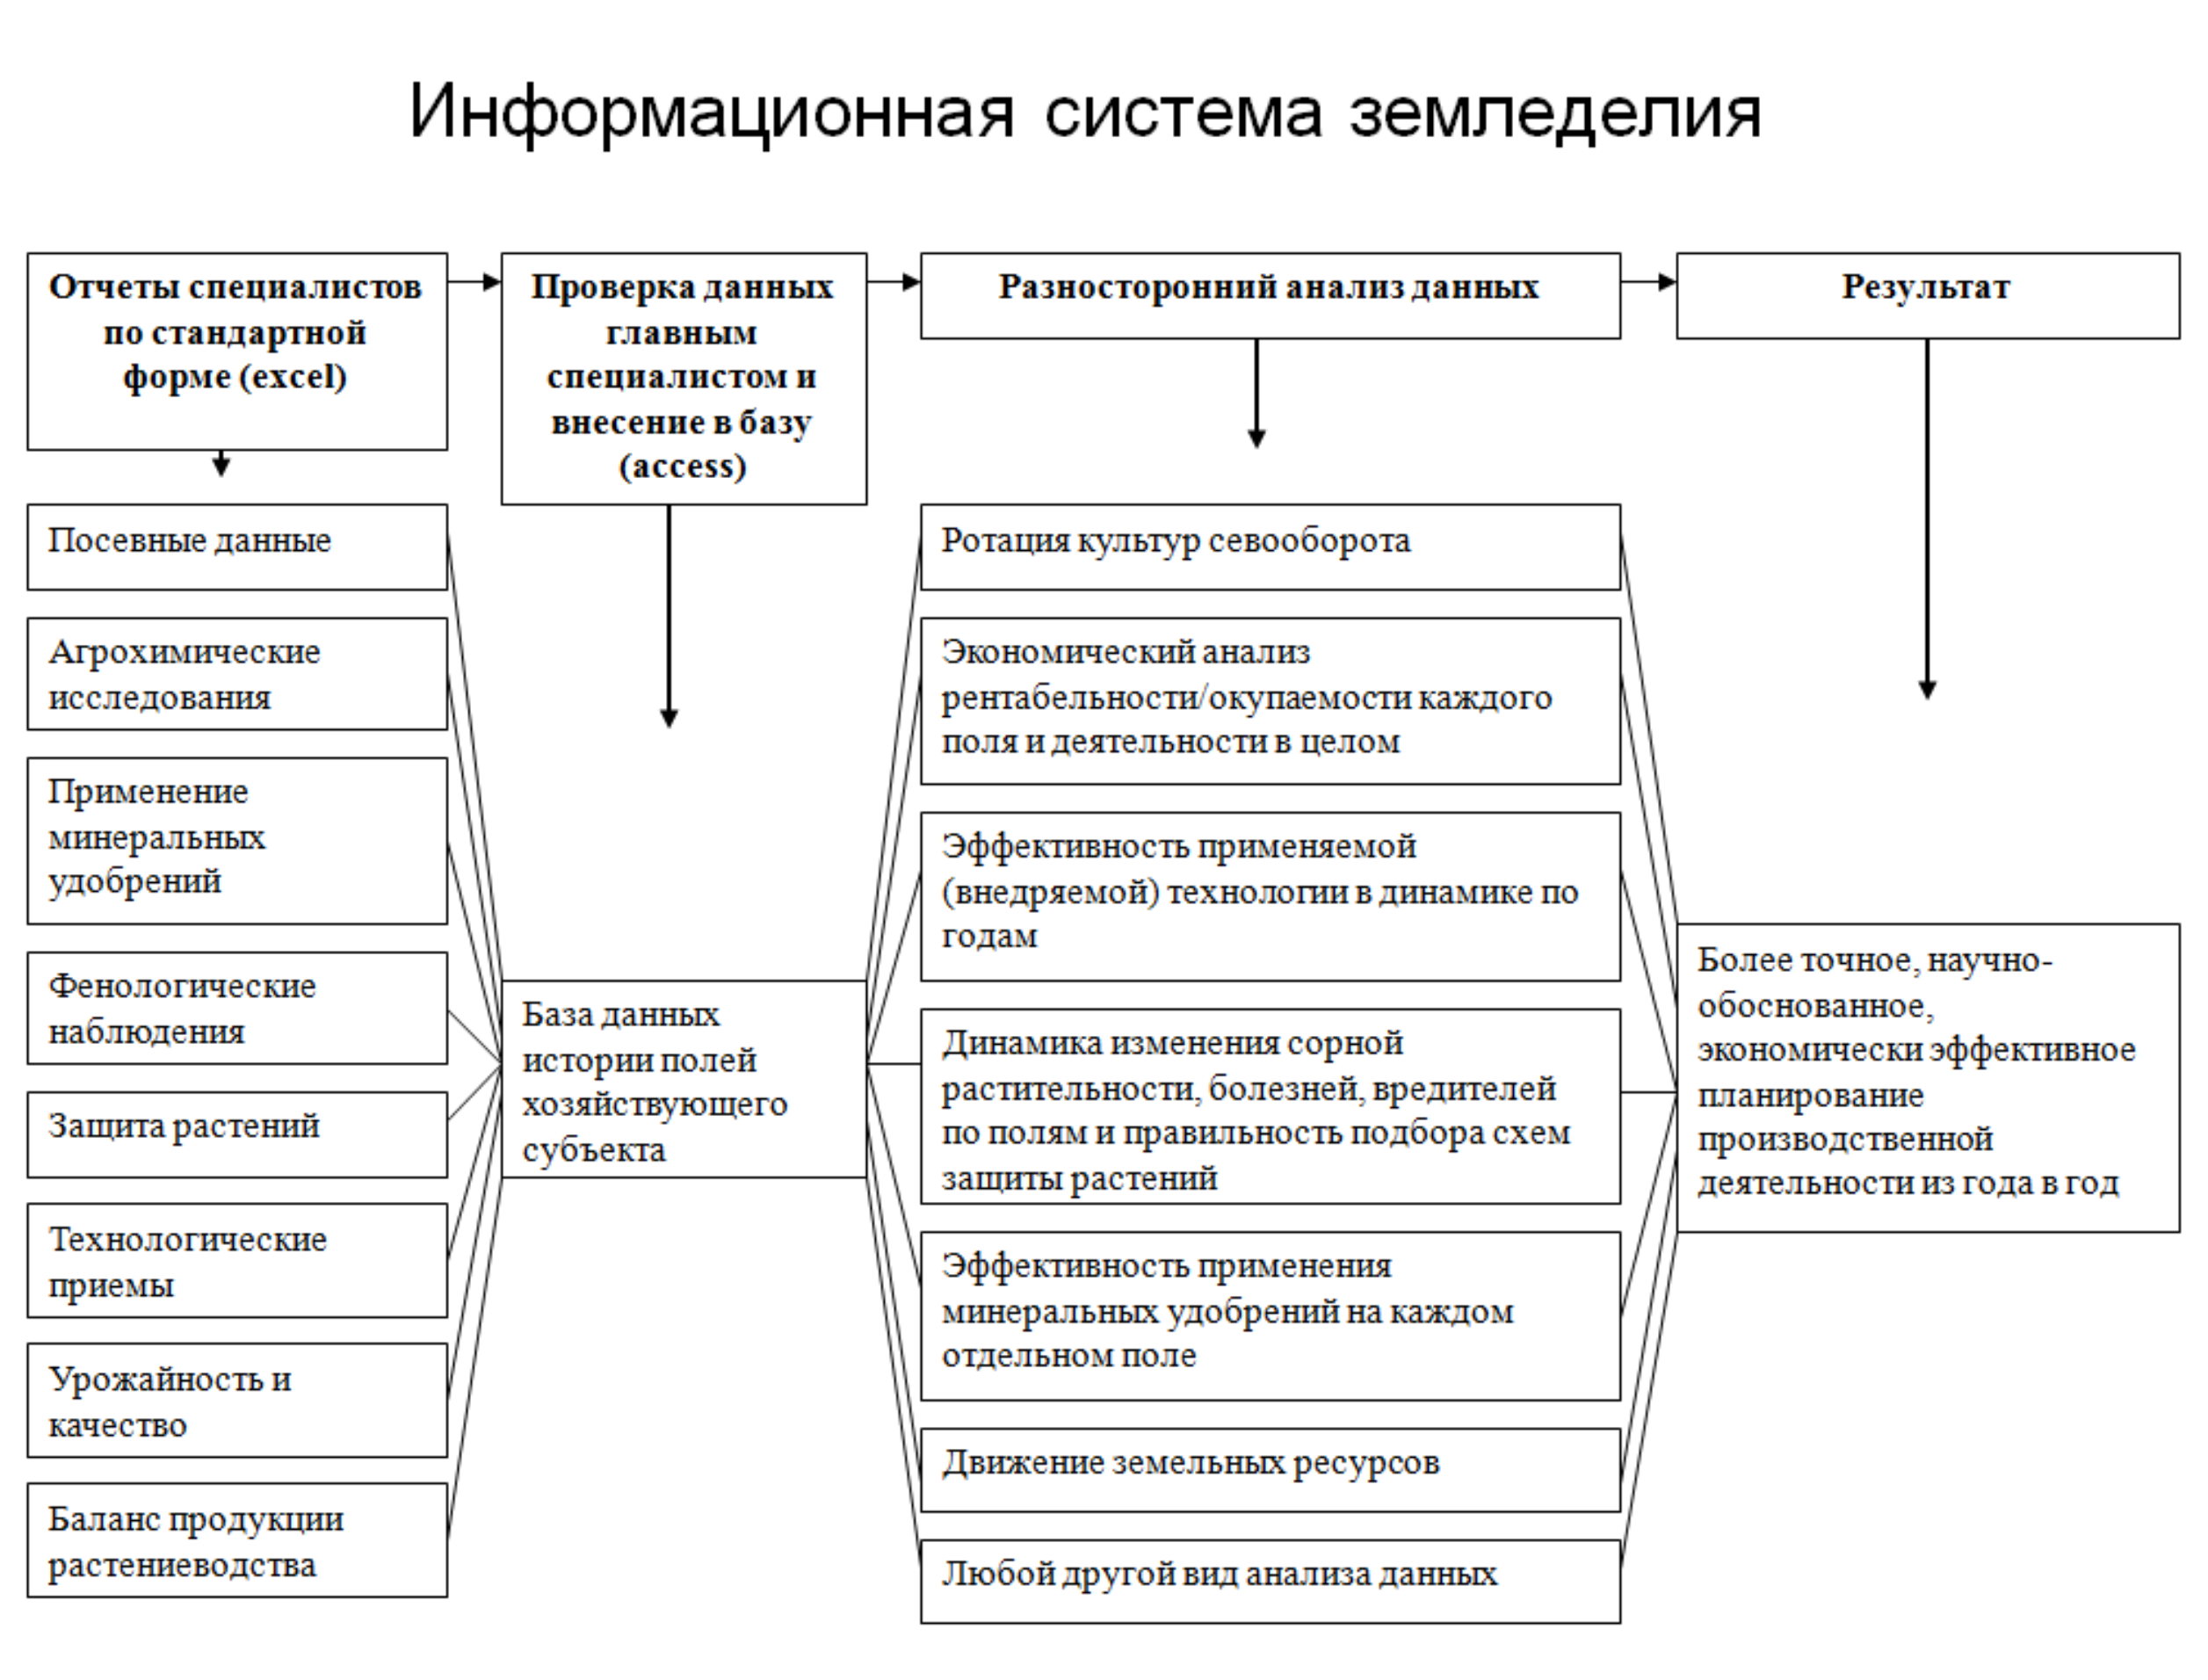 Информационная система земледелия
Отчеты специалистов
по стандартной
форме (excel)
Проверка данных
главным
специалистом и
внесение в базу
(access)
Разносторонний анализ данных
Результат
Посевные данные
Агрохимические
исследования
Применение
минеральных
удобрений
Фенологические
наблюдения
Защита растений
Технологические
приемы
Урожайность и
качество
Баланс продукции
растениеводства
База данных
истории полей
хозяйствующего
субъекта
Ротация культур севооборота
Экономический анализ
рентабельности/окупаемости каждого
поля и деятельности в целом
Эффективность применяемой
(внедряемой) технологии в динамике по
годам
Динамика изменения сорной
растительности, болезней, вредителей
по полям и правильность подбора схем
защиты растений
Эффективность применения
минеральных удобрений на каждом
отдельном поле
Движение земельных ресурсов
Любой другой вид анализа данных
Более точное, научно-
обоснованное,
экономически эффективное
планирование
производственной
деятельности из года в год